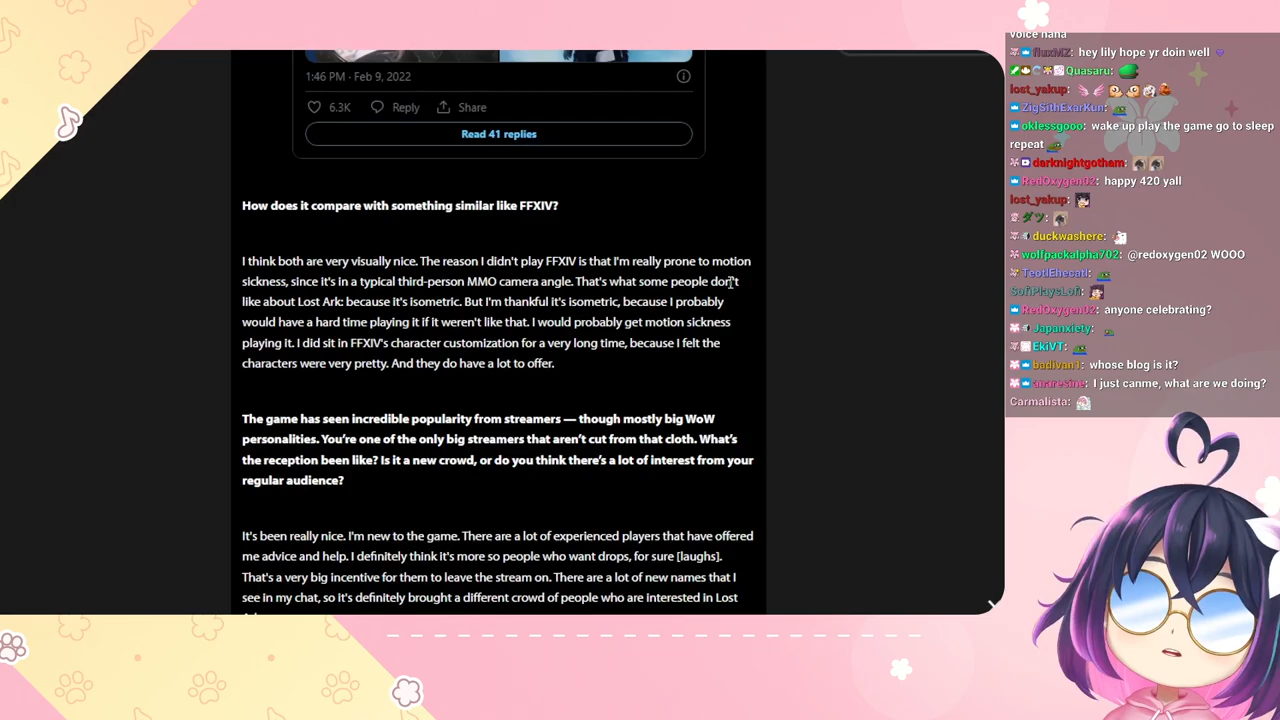 1:46 PM · Feb 9, 2022
6.3K Reply Share
Read 41 replies
How does it compare with something similar like FFXIV?
I think both are very visually nice. The reason I didn't play FFXIV is that I'm really prone to motion
sickness, since it's in a typical third-person MMO camera angle. That's what some people don't
like about Lost Ark: because it's isometric. But I'm thankful it's isometric, because I probably
would have a hard time playing it if it weren't like that. I would probably get motion sickness
playing it. I did sit in FFXIV's character customization for a very long time, because I felt the
characters were very pretty. And they do have a lot to offer.
The game has seen incredible popularity from streamers — though mostly big WoW
personalities. You're one of the only big streamers that aren't cut from that cloth. What's
the reception been like? Is it a new crowd, or do you think there's a lot of interest from your
regular audience?
It's been really nice. I'm new to the game. There are a lot of experienced players that have offered
me advice and help. I definitely think it's more so people who want drops, for sure [laughs].
That's a very big incentive for them to leave the stream on. There are a lot of new names that I
see in my chat, so it's definitely brought a different crowd of people who are interested in Lost
voice haha
fluxMZ: hey lily hope yr doin well
Quasaru:
lost_yakup:
ZigSithExarKun:
oklessgooo: wake up play the game go to sleep
repeat
darknightgotham:
RedOxygen02: happy 420 yall
lost_yakup:
ダツ:
duckwashere:
wolfpackalpha702: @redoxygen02 WOOO
TeotlEhecatl:
SofiPlaysLofi:
RedOxygen02: anyone celebrating?
Japanxiety:
EkiVT:
badivan1: whose blog is it?
I just canme, what are we doing?
Carmalista: